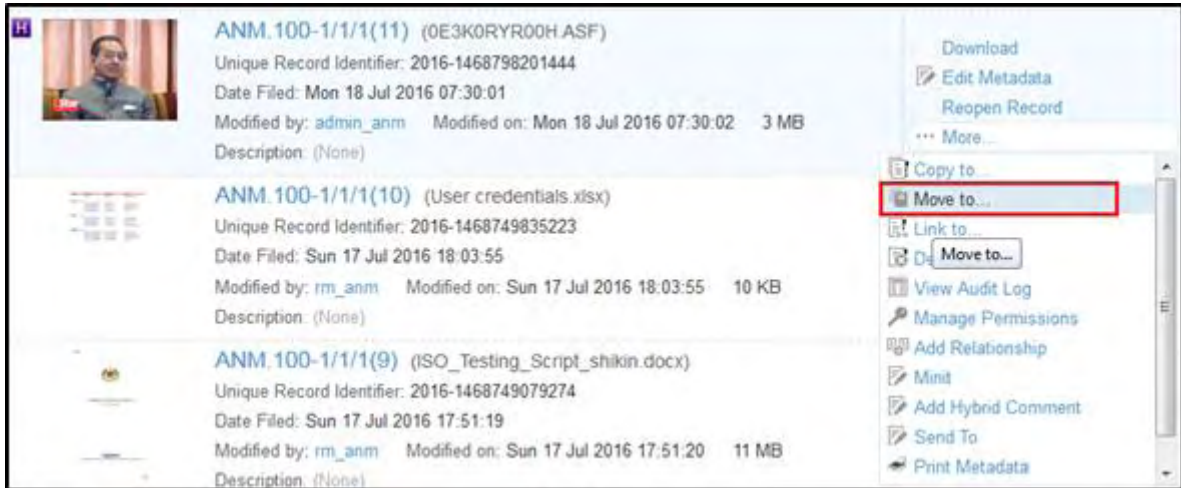 H
ANM.100-1/1/1(11) (0E3K0RYR00H.ASF)
Unique Record Identifier: 2016-1468798201444
Date Filed: Mon 18 Jul 2016 07:30:01
Modified by: admin_anm Modified on: Mon 18 Jul 2016 07:30:02 3 MB
Description: (None)
Download
Edit Metadata
Reopen Record
••• More...
Copy to...
Move to...
Link to...
Move to...
View Audit Log
Manage Permissions
Add Relationship
Minit
Add Hybrid Comment
Send To
Print Metadata
ANM.100-1/1/1(10) (User credentials.xlsx)
Unique Record Identifier: 2016-1468749835223
Date Filed: Sun 17 Jul 2016 18:03:55
Modified by: rm_anm Modified on: Sun 17 Jul 2016 18:03:55 10 KB
Description: (None)
ANM.100-1/1/1(9) (ISO_Testing_Script_shikin.docx)
Unique Record Identifier: 2016-1468749079274
Date Filed: Sun 17 Jul 2016 17:51:19
Modified by: rm_anm Modified on: Sun 17 Jul 2016 17:51:20 11 MB
Description: (None)